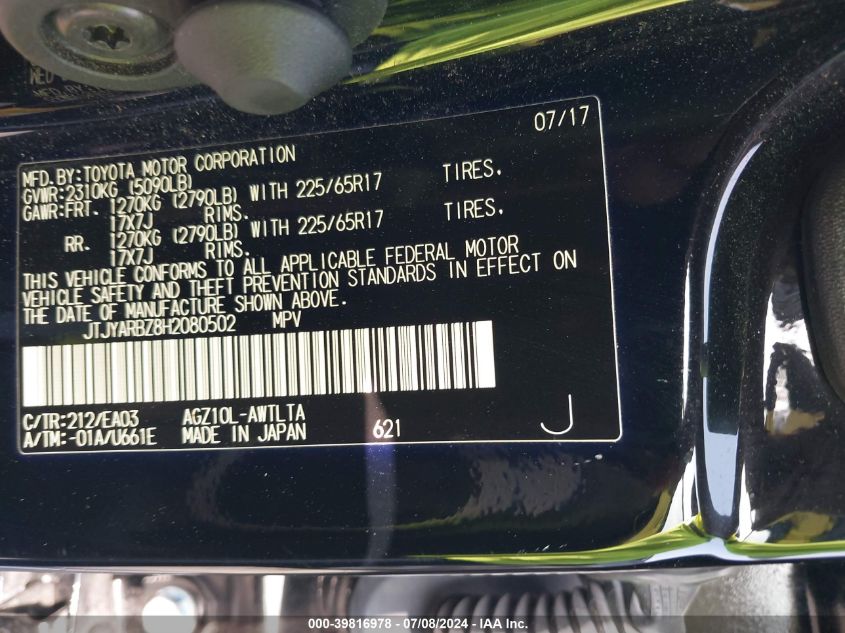 07/17
MFD.BY:TOYOTA MOTOR CORPORATION
GVWR:2310KG (5090LB)
GAWR:FRT. 1270KG (2790LB) WITH 225/65R17 TIRES,
17X7J RIMS.
RR. 1270KG (2790LB) WITH 225/65R17 TIRES,
17X7J RIMS.
THIS VEHICLE CONFORMS TO ALL APPLICABLE FEDERAL MOTOR
VEHICLE SAFETY AND THEFT PREVENTION STANDARDS IN EFFECT ON
THE DATE OF MANUFACTURE SHOWN ABOVE.
JTJYARBZ8H2080502 MPV
C/TR:212/EA03 AGZ10L-AWTLTA
A/TM:-01A/U661E MADE IN JAPAN 621 J
000-39816978 - 07/08/2024 - IAA Inc.